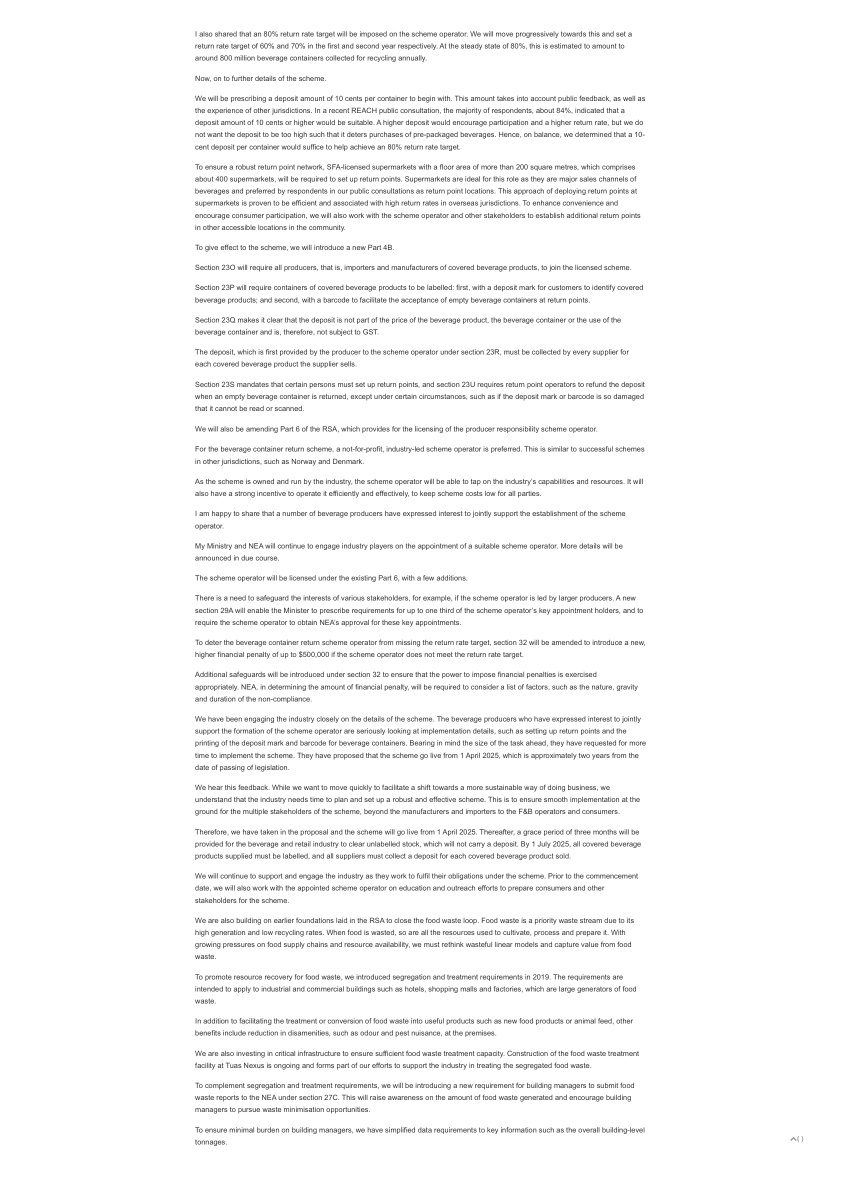 I also shared that an 80% return rate target will be imposed on the scheme operator. We will move progressively towards this and set a
return rate target of 60% and 70% in the first and second year respectively. At the steady state of 80%, this is estimated to amount to
around 800 million beverage containers collected for recycling annually.
Now, on to further details of the scheme.
We will be prescribing a deposit amount of 10 cents per container to begin with. This amount takes into account public feedback, as well as
the experience of other jurisdictions. In a recent REACH public consultation, the majority of respondents, about 84%, indicated that a
deposit amount of 10 cents or higher would be suitable. A higher deposit would encourage participation and a higher return rate, but we do
not want the deposit to be too high such that it deters purchases of pre-packaged beverages. Hence, on balance, we determined that a 10-
cent deposit per container would suffice to help achieve an 80% return rate target.
To ensure a robust return point network, SFA-licensed supermarkets with a floor area of more than 200 square metres, which comprises
about 400 supermarkets, will be required to set up return points. Supermarkets are ideal for this role as they are major sales channels of
beverages and preferred by respondents in our public consultations as return point locations. This approach of deploying return points at
supermarkets is proven to be efficient and associated with high return rates in overseas jurisdictions. To enhance convenience and
encourage consumer participation, we will also work with the scheme operator and other stakeholders to establish additional return points
in other accessible locations in the community.
To give effect to the scheme, we will introduce a new Part 4B.
Section 23O will require all producers, that is, importers and manufacturers of covered beverage products, to join the licensed scheme.
Section 23P will require containers of covered beverage products to be labelled: first, with a deposit mark for customers to identify covered
beverage products; and second, with a barcode to facilitate the acceptance of empty beverage containers at return points.
Section 23Q makes it clear that the deposit is not part of the price of the beverage product, the beverage container or the use of the
beverage container and is, therefore, not subject to GST.
The deposit, which is first provided by the producer to the scheme operator under section 23R, must be collected by every supplier for
each covered beverage product the supplier sells.
Section 23S mandates that certain persons must set up return points, and section 23U requires return point operators to refund the deposit
when an empty beverage container is returned, except under certain circumstances, such as if the deposit mark or barcode is so damaged
that it cannot be read or scanned.
We will also be amending Part 6 of the RSA, which provides for the licensing of the producer responsibility scheme operator.
For the beverage container return scheme, a not-for-profit, industry-led scheme operator is preferred. This is similar to successful schemes
in other jurisdictions, such as Norway and Denmark.
As the scheme is owned and run by the industry, the scheme operator will be able to tap on the industry's capabilities and resources. It will
also have a strong incentive to operate it efficiently and effectively, to keep scheme costs low for all parties.
I am happy to share that a number of beverage producers have expressed interest to jointly support the establishment of the scheme
operator.
My Ministry and NEA will continue to engage industry players on the appointment of a suitable scheme operator. More details will be
announced in due course.
The scheme operator will be licensed under the existing Part 6, with a few additions.
There is a need to safeguard the interests of various stakeholders, for example, if the scheme operator is led by larger producers. A new
section 29A will enable the Minister to prescribe requirements for up to one third of the scheme operator's key appointment holders, and to
require the scheme operator to obtain NEA's approval for these key appointments.
To deter the beverage container return scheme operator from missing the return rate target, section 32 will be amended to introduce a new,
higher financial penalty of up to $500,000 if the scheme operator does not meet the return rate target.
Additional safeguards will be introduced under section 32 to ensure that the power to impose financial penalties is exercised
appropriately. NEA, in determining the amount of financial penalty, will be required to consider a list of factors, such as the nature, gravity
and duration of the non-compliance.
We have been engaging the industry closely on the details of the scheme. The beverage producers who have expressed interest to jointly
support the formation of the scheme operator are seriously looking at implementation details, such as setting up return points and the
printing of the deposit mark and barcode for beverage containers. Bearing in mind the size of the task ahead, they have requested for more
time to implement the scheme. They have proposed that the scheme go live from 1 April 2025, which is approximately two years from the
date of passing of legislation.
We hear this feedback. While we want to move quickly to facilitate a shift towards a more sustainable way of doing business, we
understand that the industry needs time to plan and set up a robust and effective scheme. This is to ensure smooth implementation at the
ground for the multiple stakeholders of the scheme, beyond the manufacturers and importers to the F&B operators and consumers.
Therefore, we have taken in the proposal and the scheme will go live from 1 April 2025. Thereafter, a grace period of three months will be
provided for the beverage and retail industry to clear unlabelled stock, which will not carry a deposit. By 1 July 2025, all covered beverage
products supplied must be labelled, and all suppliers must collect a deposit for each covered beverage product sold.
We will continue to support and engage the industry as they work to fulfil their obligations under the scheme. Prior to the commencement
date, we will also work with the appointed scheme operator on education and outreach efforts to prepare consumers and other
stakeholders for the scheme.
We are also building on earlier foundations laid in the RSA to close the food waste loop. Food waste is a priority waste stream due to its
high generation and low recycling rates. When food is wasted, so are all the resources used to cultivate, process and prepare it. With
growing pressures on food supply chains and resource availability, we must rethink wasteful linear models and capture value from food
waste.
To promote resource recovery for food waste, we introduced segregation and treatment requirements in 2019. The requirements are
intended to apply to industrial and commercial buildings such as hotels, shopping malls and factories, which are large generators of food
waste.
In addition to facilitating the treatment or conversion of food waste into useful products such as new food products or animal feed, other
benefits include reduction in disamenities, such as odour and pest nuisance, at the premises.
We are also investing in critical infrastructure to ensure sufficient food waste treatment capacity. Construction of the food waste treatment
facility at Tuas Nexus is ongoing and forms part of our efforts to support the industry in treating the segregated food waste.
To complement segregation and treatment requirements, we will be introducing a new requirement for building managers to submit food
waste reports to the NEA under section 27C. This will raise awareness on the amount of food waste generated and encourage building
managers to pursue waste minimisation opportunities.
To ensure minimal burden on building managers, we have simplified data requirements to key information such as the overall building-level
tonnages.
( )